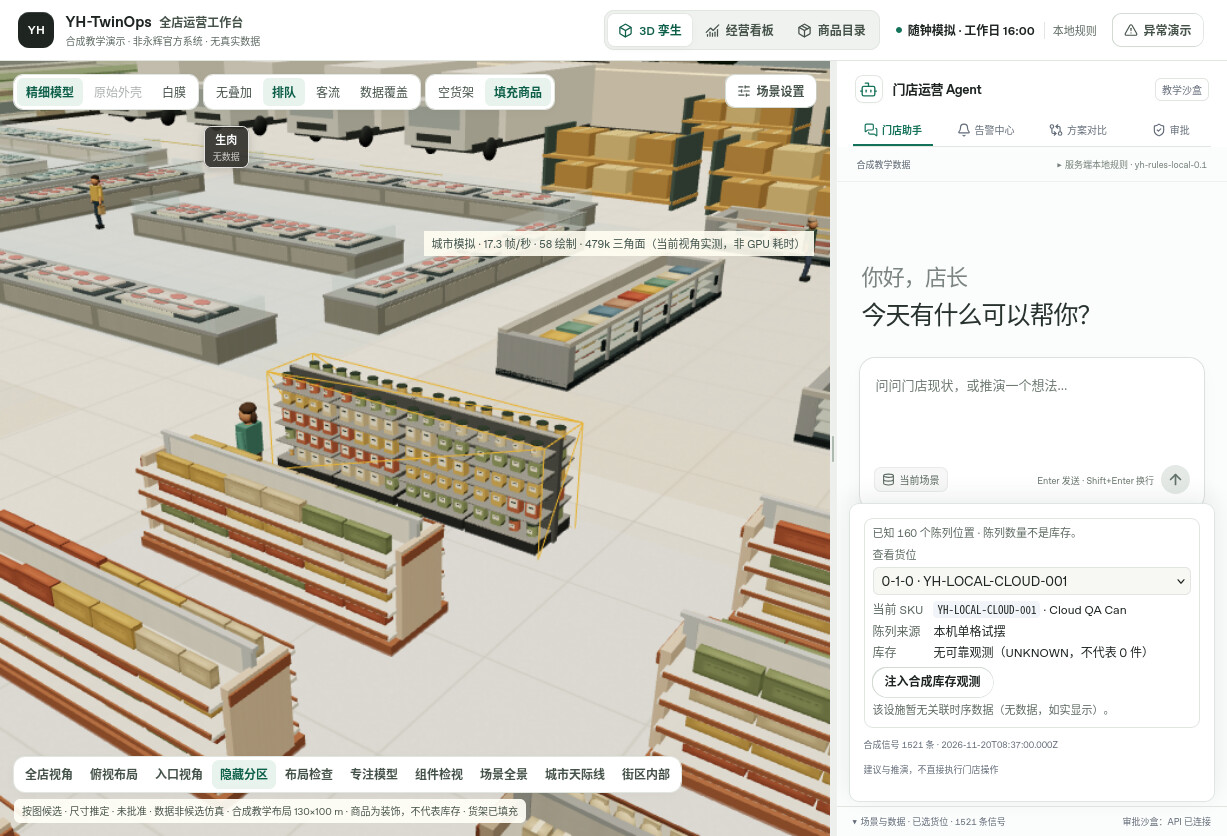 YH
YH-TwinOps 全店运营工作台
合成教学演示 · 非永辉官方系统 · 无真实数据
3D 孪生
经营看板
商品目录
随钟模拟 · 工作日 16:00
本地规则
异常演示
精细模型
原始外壳
白膜
无叠加
排队
客流
数据覆盖
空货架
填充商品
场景设置
生肉
无数据
城市模拟 · 17.3 帧/秒 · 58 绘制 · 479k 三角面（当前视角实测，非 GPU 耗时）
全店视角
俯视布局
入口视角
隐藏分区
布局检查
专注模型
组件检视
场景全景
城市天际线
街区内部
按图候选 · 尺寸推定 · 未批准 · 数据非候选仿真 · 合成教学布局 130×100 m · 商品为装饰，不代表库存 · 货架已填充
门店运营 Agent
教学沙盒
门店助手
告警中心
方案对比
审批
合成教学数据
▸ 服务端本地规则 · yh-rules-local-0.1
你好，店长
今天有什么可以帮你？
问问门店现状，或推演一个想法...
当前场景
Enter 发送 · Shift+Enter 换行
已知 160 个陈列位置 · 陈列数量不是库存。
查看货位
0-1-0 · YH-LOCAL-CLOUD-001
当前 SKU YH-LOCAL-CLOUD-001 · Cloud QA Can
陈列来源 本机单格试摆
库存 无可靠观测（UNKNOWN，不代表 0 件）
注入合成库存观测
该设施暂无关联时序数据（无数据，如实显示）。
合成信号 1521 条 · 2026-11-20T08:37:00.000Z
建议与推演，不直接执行门店操作
▾ 场景与数据 · 已选货位 · 1521 条信号
审批沙盒：API 已连接